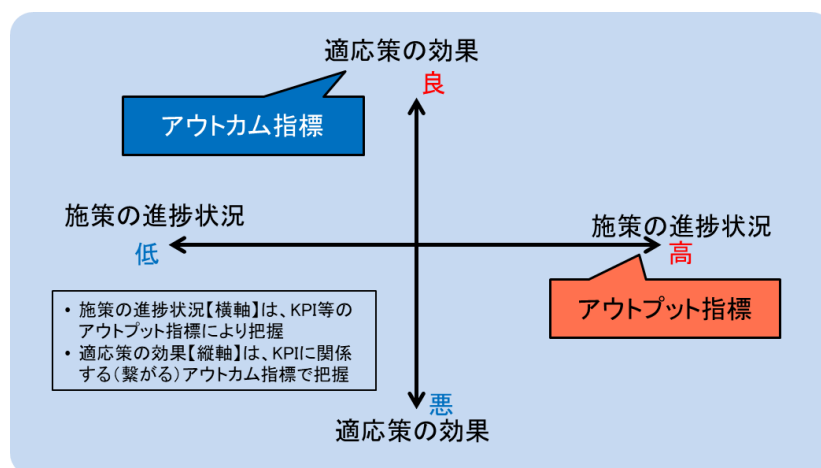 適応策の効果
良
アウトカム指標
施策の進捗状況
低
施策の進捗状況
高
アウトプット指標
• 施策の進捗状況【横軸】は、KPI等の
アウトプット指標により把握
• 適応策の効果【縦軸】は、KPIに関係
する(繋がる)アウトカム指標で把握
悪
適応策の効果